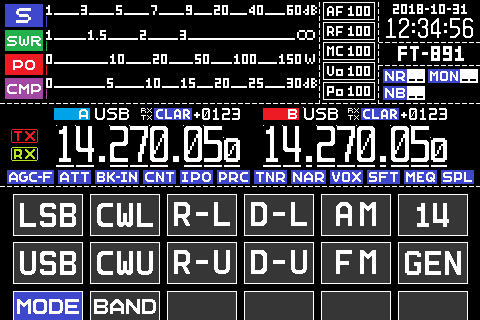 S 1 3 5 7 9 20 40 60dB AF 100 2018-10-31
SWR 1 1.5 2 3 ∞ RF 100 12:34:56
PO 0 10 20 50 100 150W MC 100 FT-891
CMP 0 5 10 15 20 25 30dB Vo 100 NR MON
Po 100 NB
A USB RX TX CLAR +0123 B USB RX TX CLAR +0123
TX 14.270.050 14.270.050
RX
AGC-F ATT BK-IN CNT IPO PRC TNR NAR VOX SFT MEQ SPL
LSB CWL R-L D-L AM 14
USB CWU R-U D-U FM GEN
MODE BAND